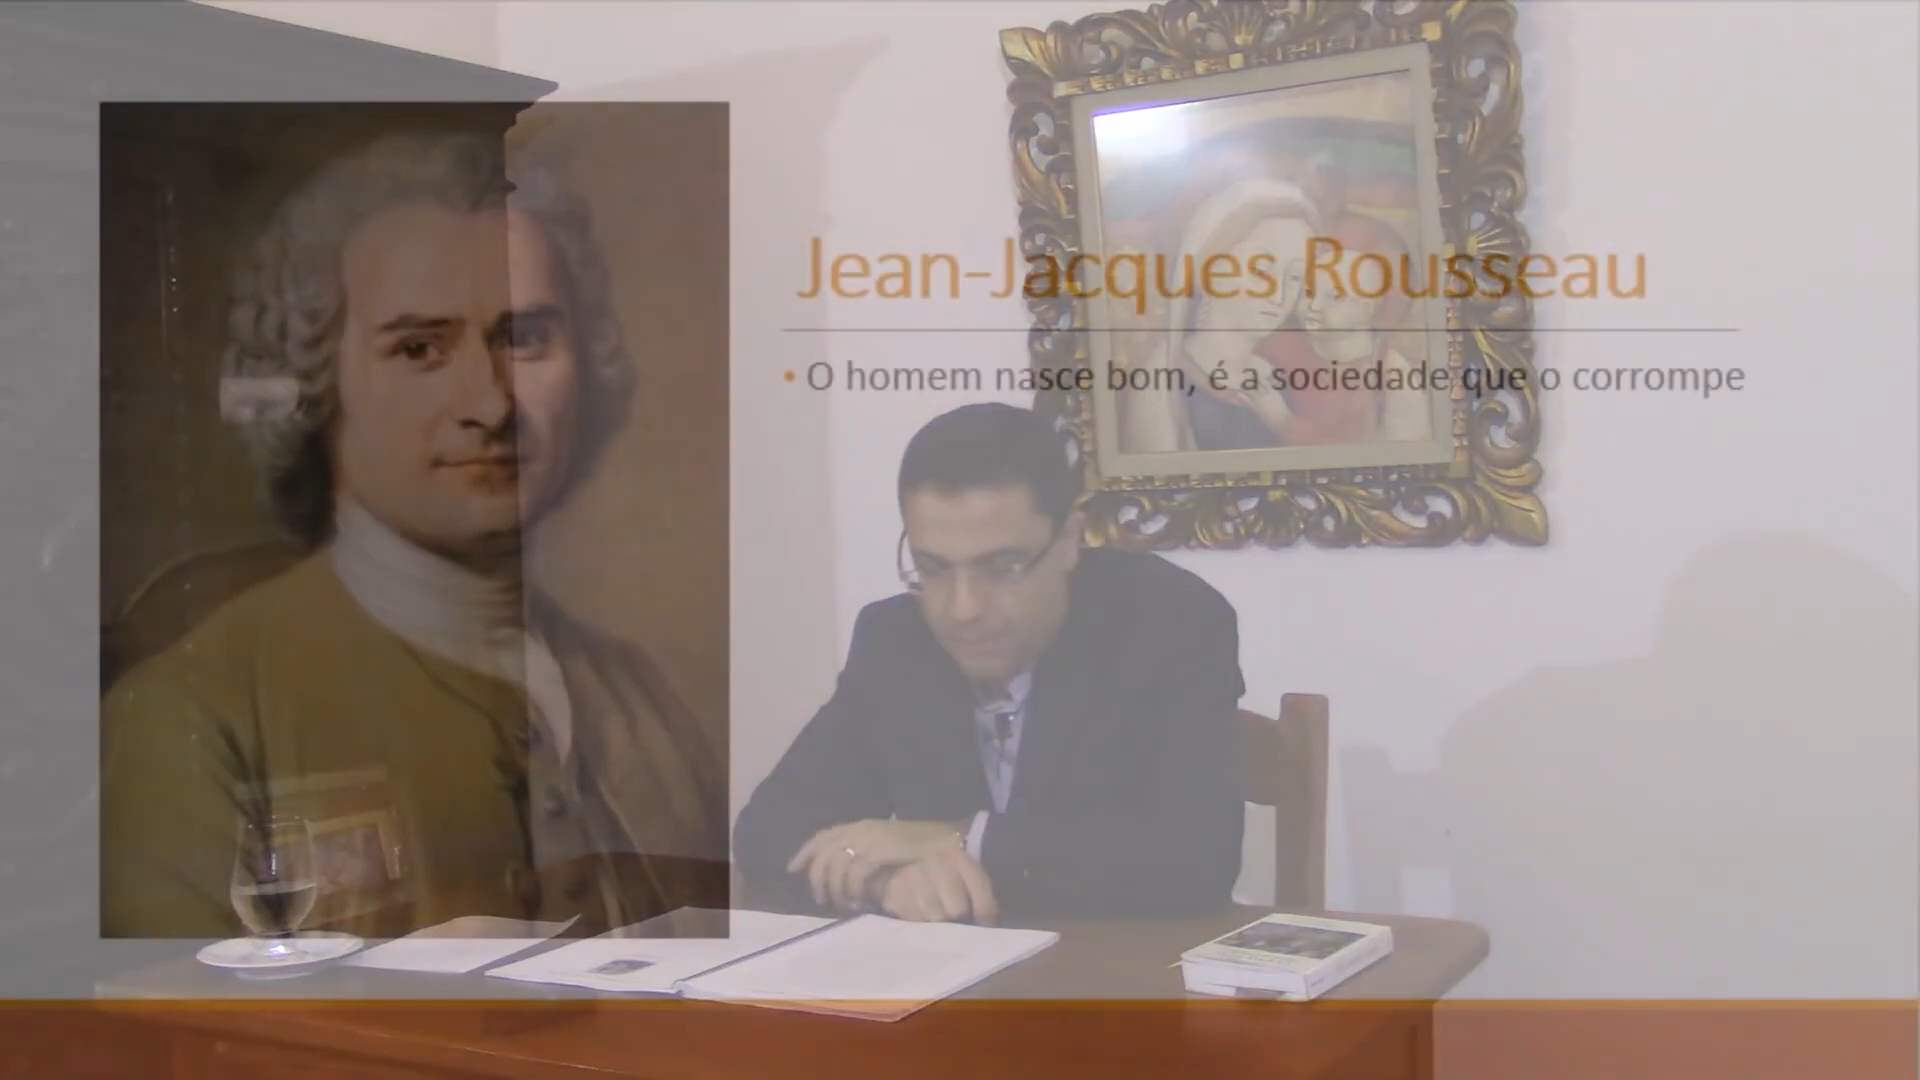 Jean-Jacques Rousseau
• O homem nasce bom, é a sociedade que o corrompe